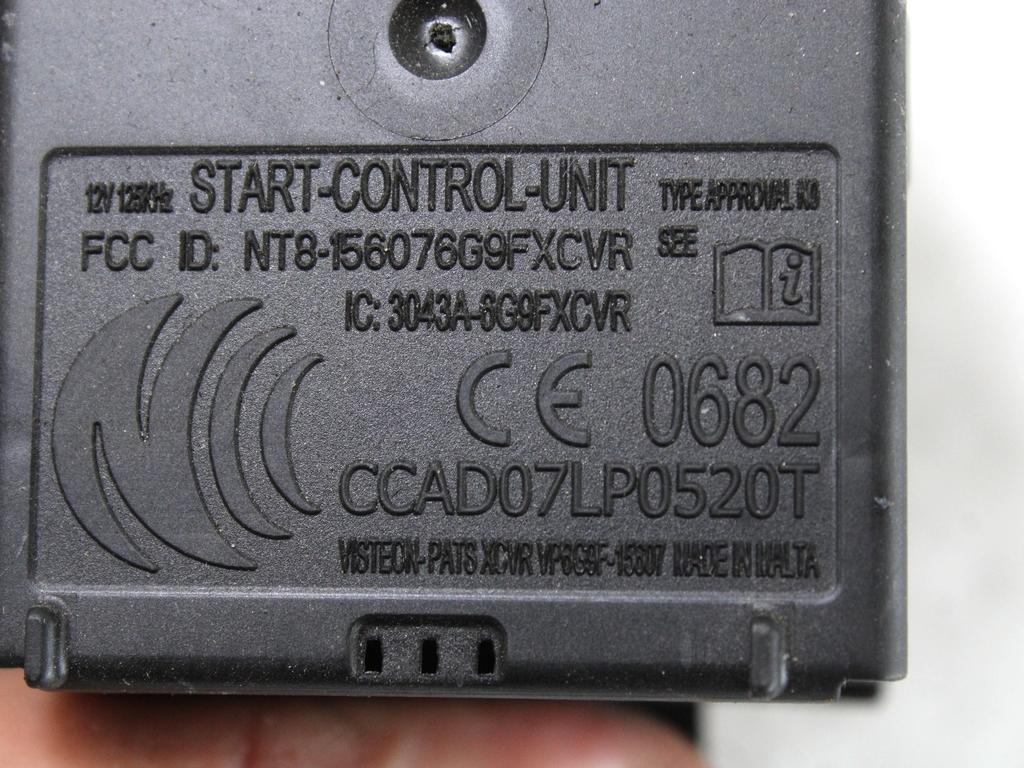 12V 125KHz START-CONTROL-UNIT TYPE APPROVAL
FCC ID: NT8-156076G9FXCVR SEE
i
IC: 3043A-6G9FXCVR
CE 0682
CCAD07LP0520T
VISTEON-PATS XCVR VP6G9F-15607 MADE IN MALTA